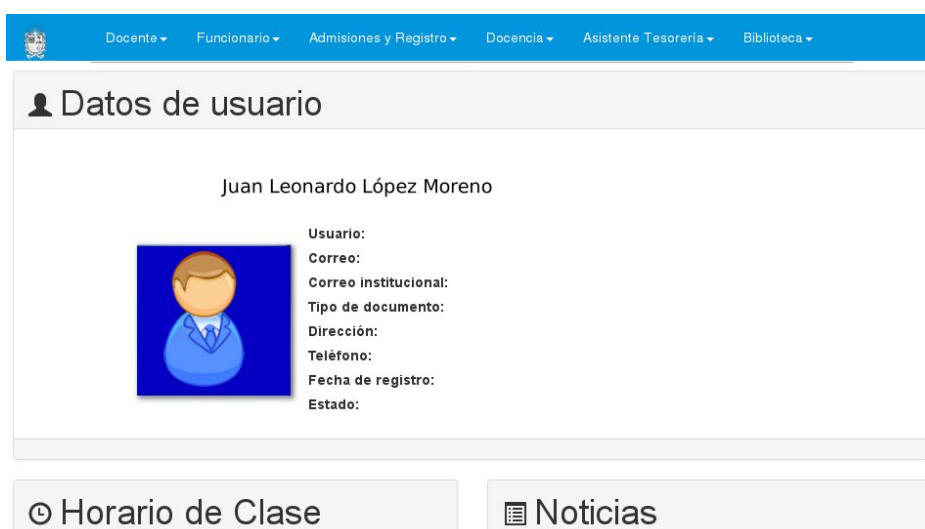 Docente Funcionario Admisiones y Registro Docencia Asistente Tesorería Biblioteca
Datos de usuario
Juan Leonardo López Moreno
Usuario:
Correo:
Correo institucional:
Tipo de documento:
Dirección:
Teléfono:
Fecha de registro:
Estado:
Horario de Clase
Noticias